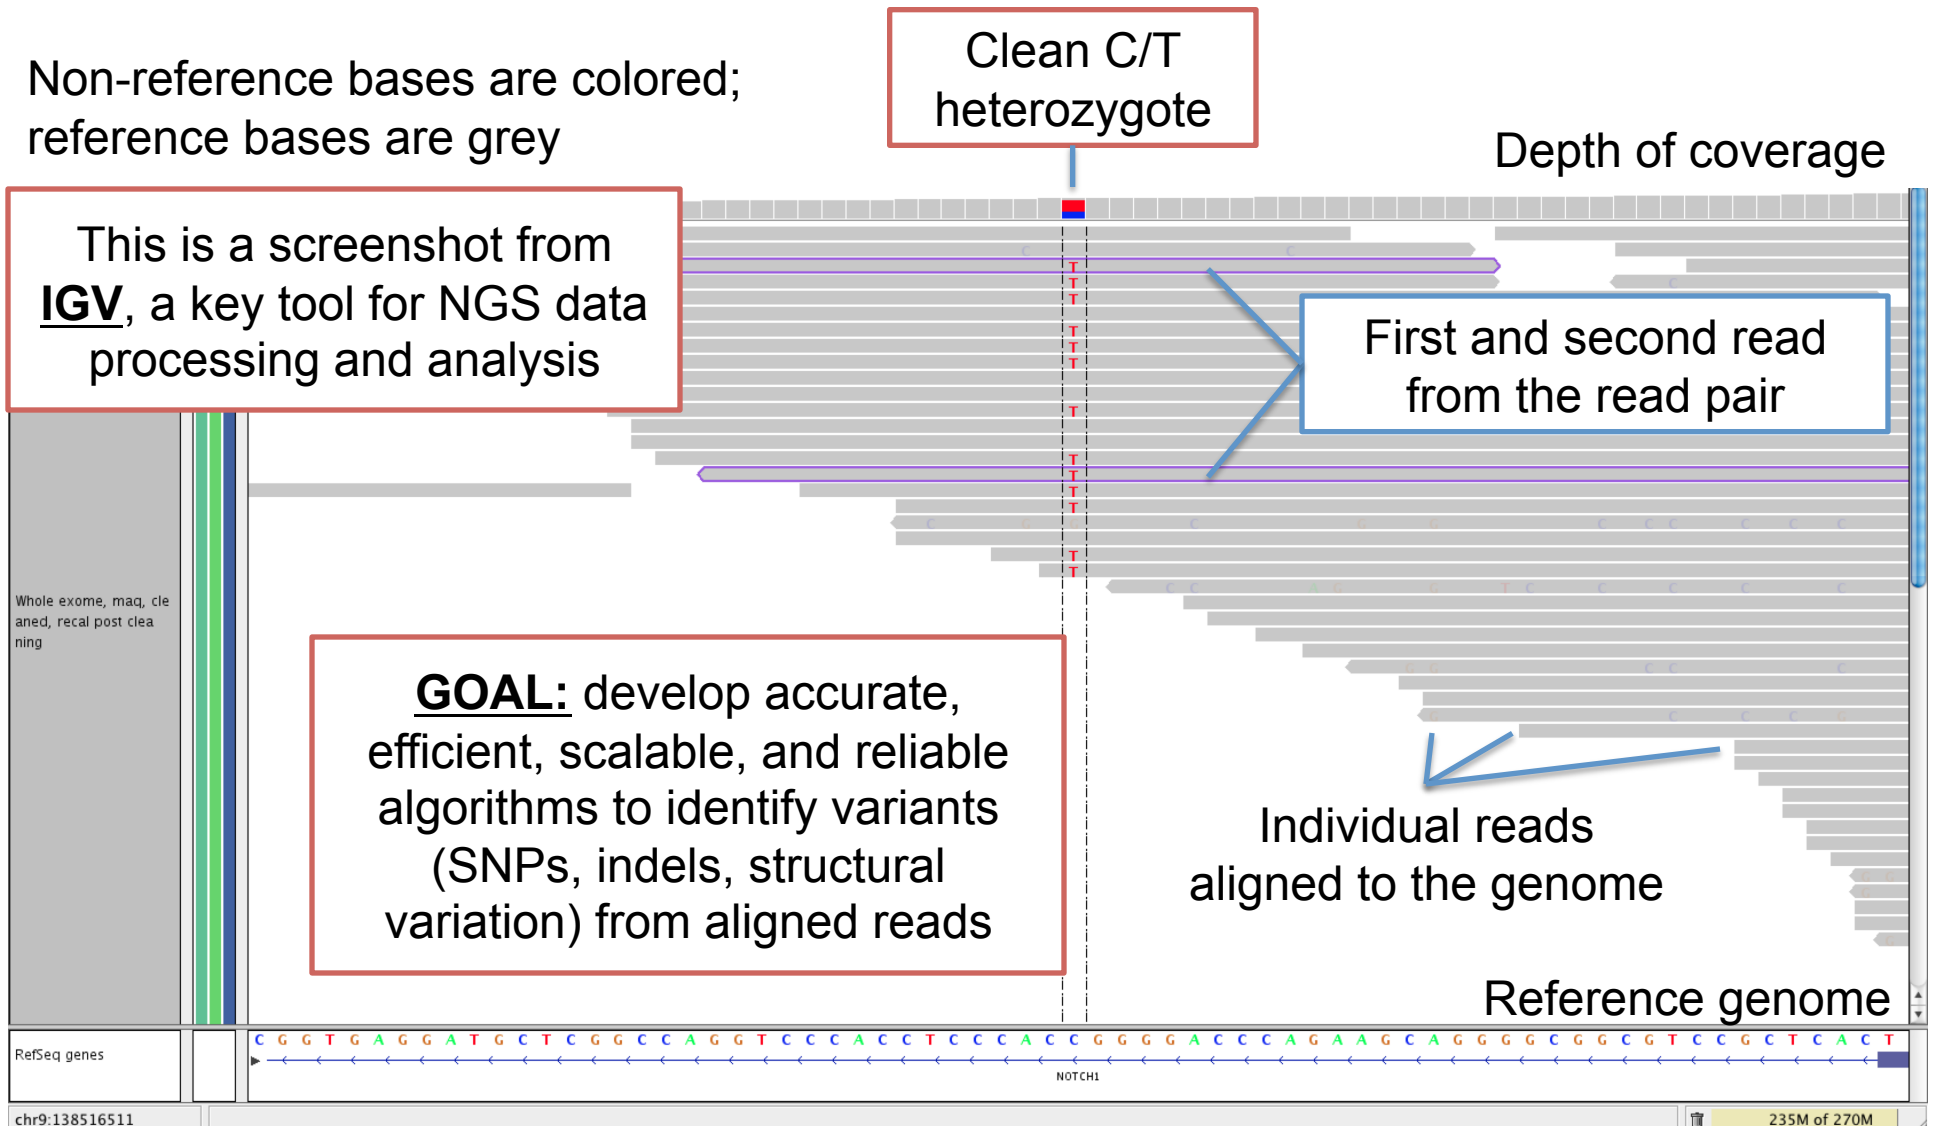 Non-reference bases are colored;
reference bases are grey
Clean C/T
heterozygote
Depth of coverage
This is a screenshot from
IGV, a key tool for NGS data
processing and analysis
C C
T
T C
T
T
T
T
First and second read
from the read pair
T
T
T
T
T
C G G C G G C C C C C C
T
T
C C A G G T C C C C C C
Whole exome, maq, cle
aned, recal post clea
ning
GOAL: develop accurate,
efficient, scalable, and reliable
algorithms to identify variants
(SNPs, indels, structural
variation) from aligned reads
G G C C C
G C C C G
Individual reads
aligned to the genome
G G
G
G
Reference genome
C G G T G A G G A T G C T C G G C C A G G T C C C A C C T C C C A C C G G G G A C C C A G A A G C A G G G G C G G C G T C C G C T C A C T
RefSeq genes
NOTCH1
chr9:138516511
235M of 270M